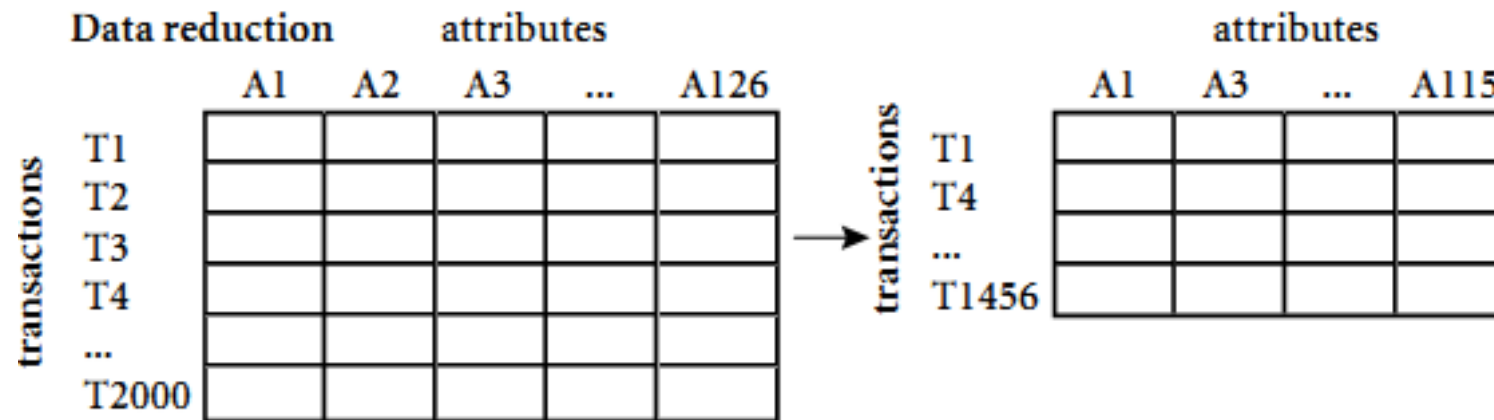 Data reduction attributes
A1 A2 A3 ... A126
transactions
T1
T2
T3
T4
...
T2000
attributes
A1 A3 ... A115
transactions
T1
T4
...
T1456